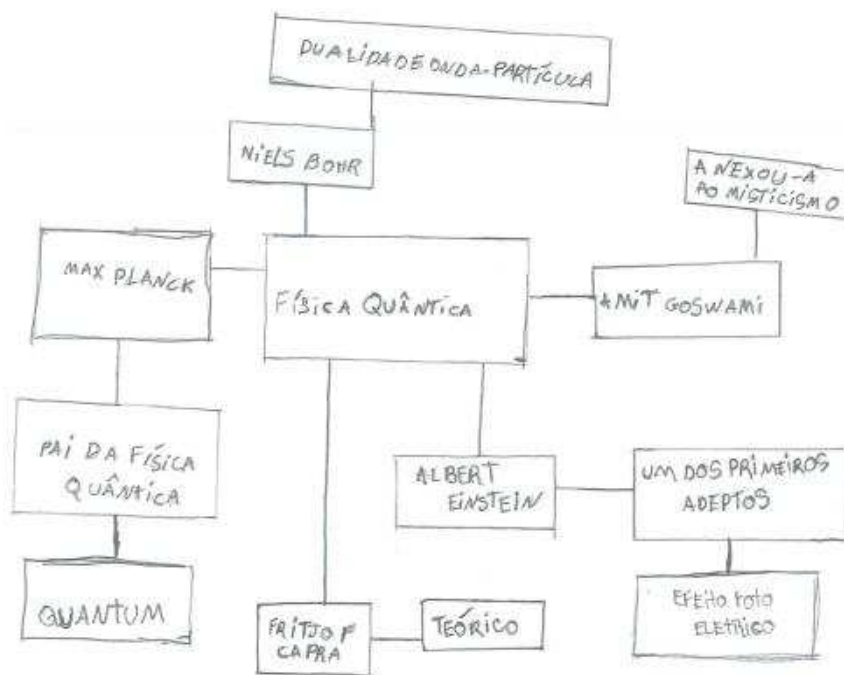 DUALIDADE ONDA-PARTÍCULA
NIELS BOHR
ANEXOU-A
AO MISTICISMO
MAX PLANCK
FÍSICA QUÂNTICA
AMIT GOSWAMI
PAI DA FÍSICA
QUÂNTICA
ALBERT
EINSTEIN
UM DOS PRIMEIROS
ADEPTOS
QUANTUM
FRITJOF
CAPRA
TEÓRICO
EFEITO FOTO
ELETRICO